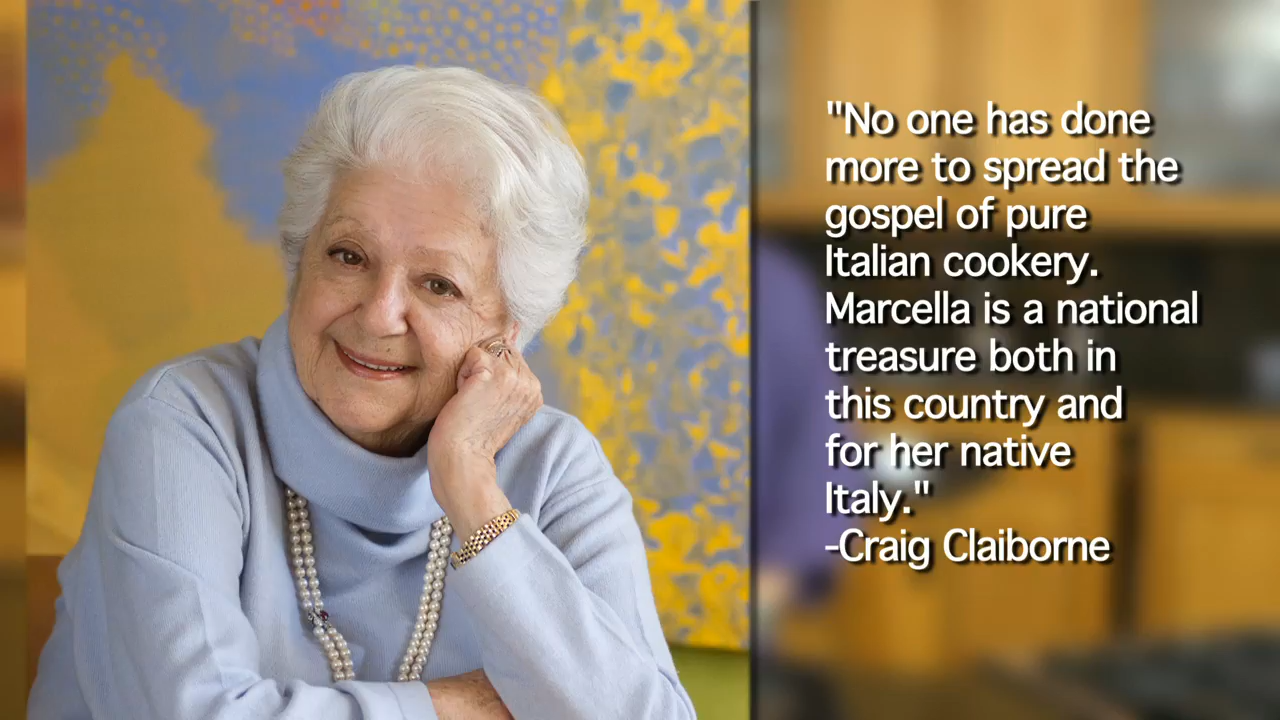 "No one has done
more to spread the
gospel of pure
Italian cookery.
Marcella is a national
treasure both in
this country and
for her native
Italy."
-Craig Claiborne